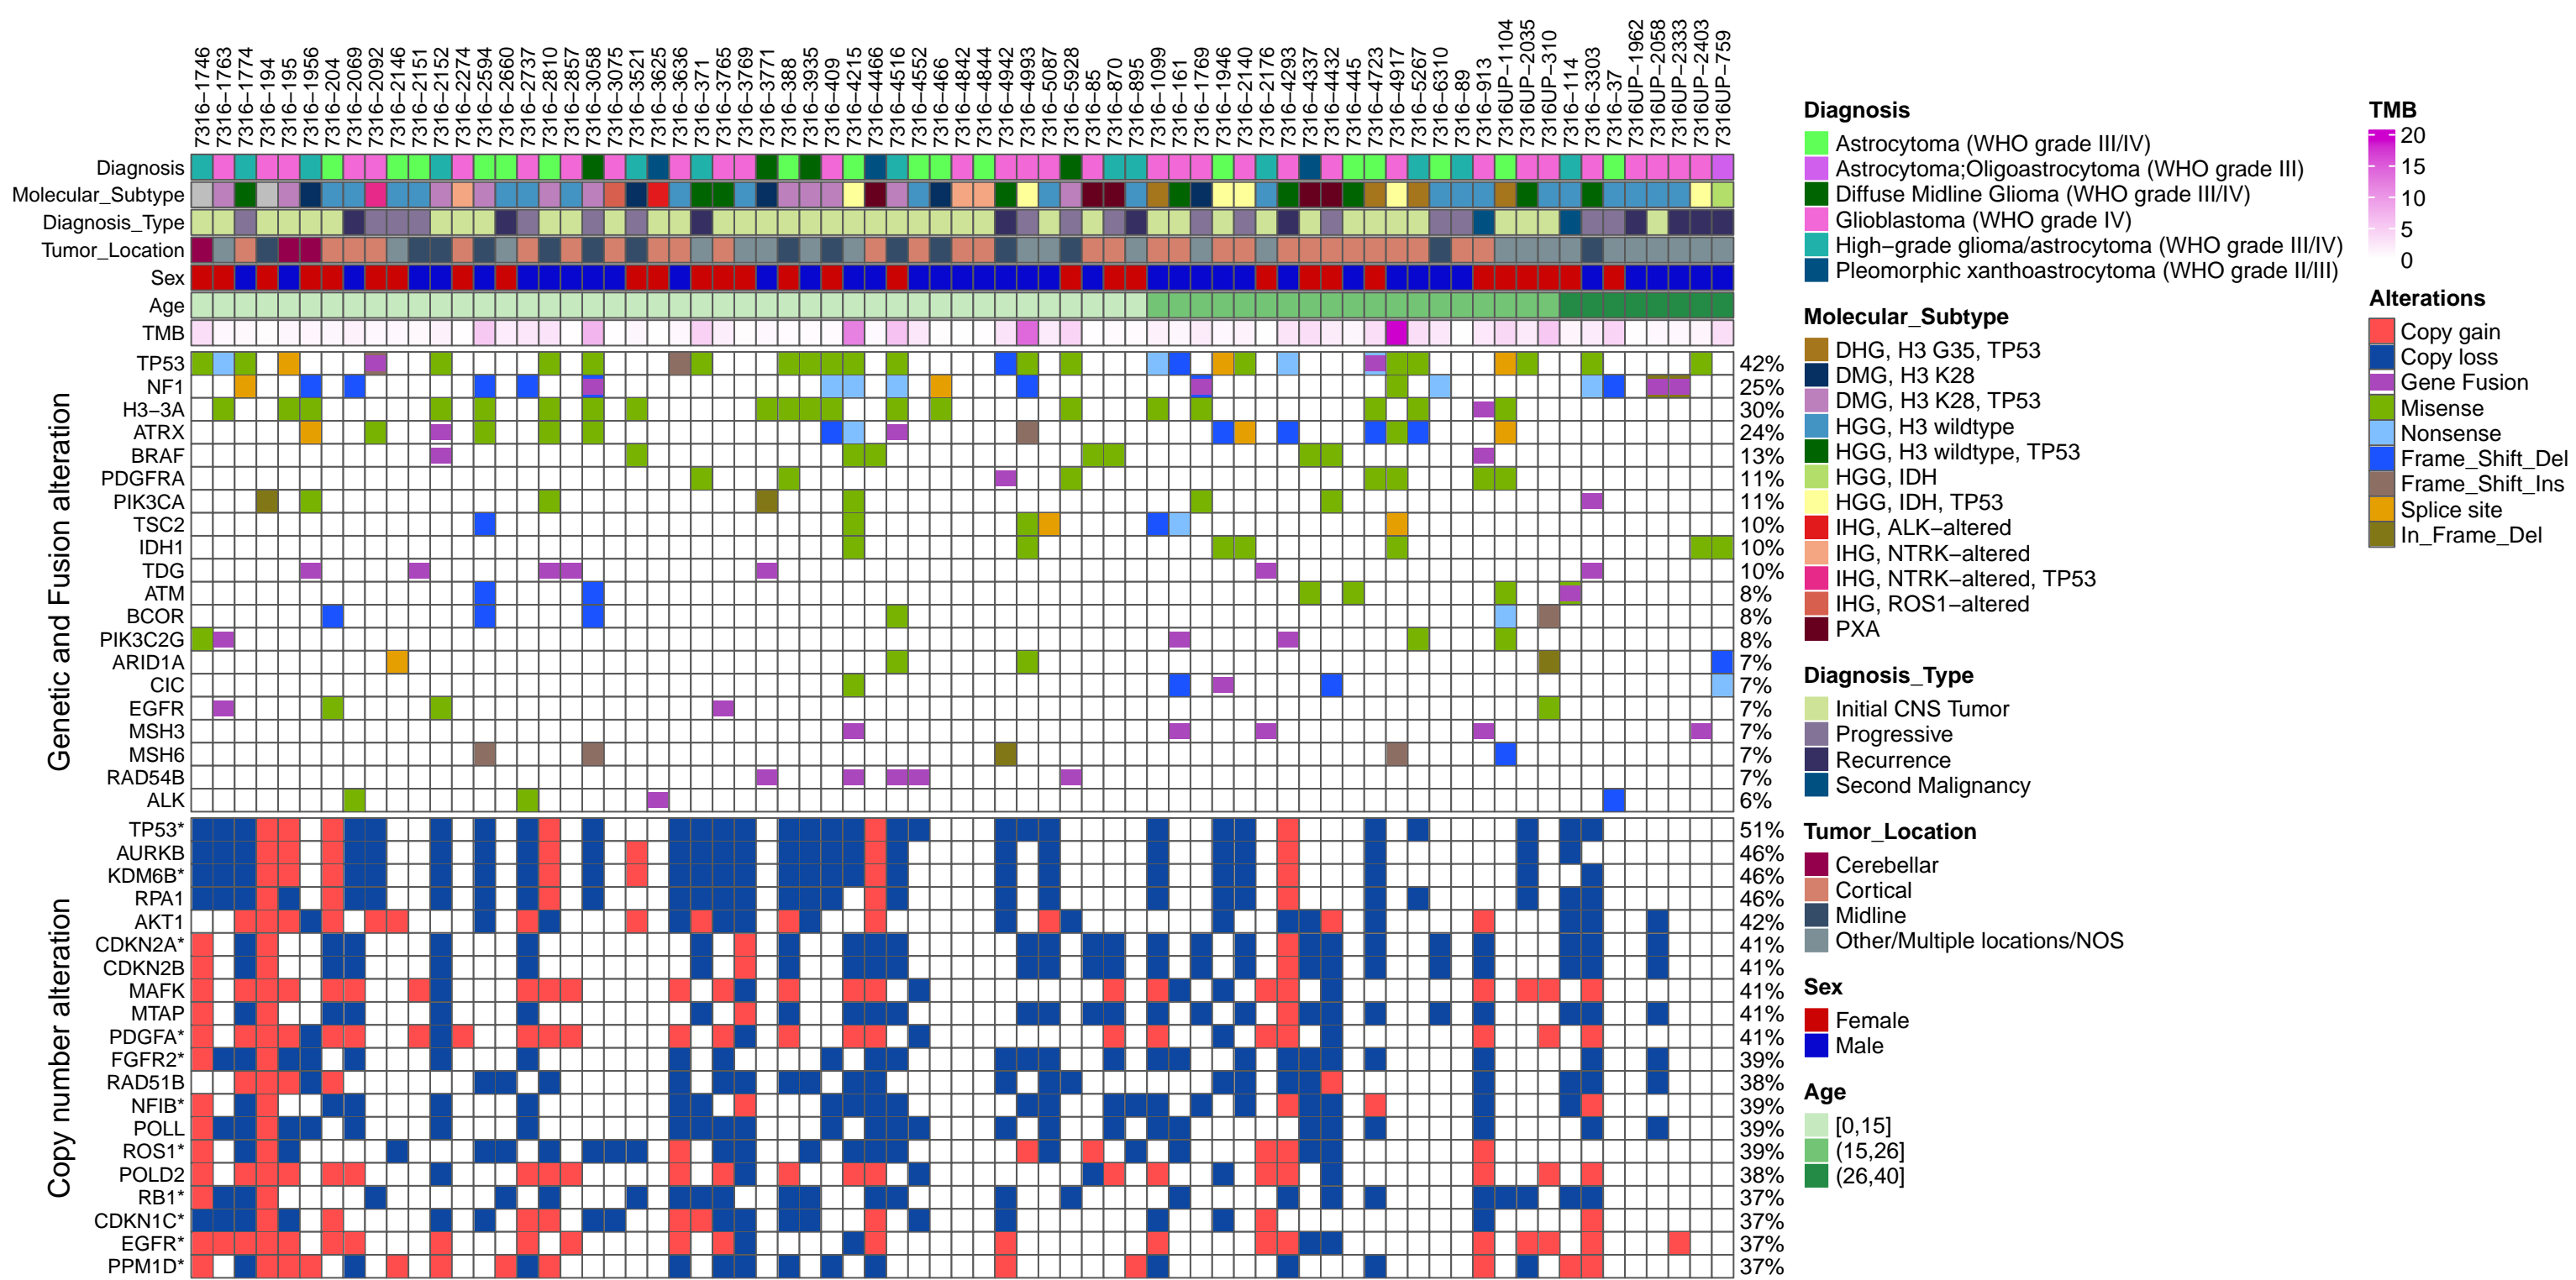 7316−1746
7316−1763
7316−1774
7316−194
7316−195
7316−1956
7316−204
7316−2069
7316−2092
7316−2146
7316−2151
7316−2152
7316−2274
7316−2594
7316−2660
7316−2737
7316−2810
7316−2857
7316−3058
7316−3075
7316−3521
7316−3625
7316−3636
7316−371
7316−3765
7316−3769
7316−3771
7316−388
7316−3935
7316−409
7316−4215
7316−4466
7316−4516
7316−4552
7316−466
7316−4842
7316−4844
7316−4942
7316−4993
7316−5087
7316−5928
7316−85
7316−870
7316−895
7316−1099
7316−161
7316−1769
7316−1946
7316−2140
7316−2176
7316−4293
7316−4337
7316−4432
7316−445
7316−4723
7316−4917
7316−5267
7316−6310
7316−89
7316−913
7316UP−1104
7316UP−2035
7316UP−310
7316−114
7316−3303
7316−37
7316UP−1962
7316UP−2058
7316UP−2333
7316UP−2403
7316UP−759
Diagnosis
Molecular_Subtype
Diagnosis_Type
Tumor_Location
Sex
Age
TMB
Genetic and Fusion alteration
TP53 42%
NF1 25%
H3−3A 30%
ATRX 24%
BRAF 13%
PDGFRA 11%
PIK3CA 11%
TSC2 10%
IDH1 10%
TDG 10%
ATM 8%
BCOR 8%
PIK3C2G 8%
ARID1A 7%
CIC 7%
EGFR 7%
MSH3 7%
MSH6 7%
RAD54B 7%
ALK 6%
Copy number alteration
TP53* 51%
AURKB 46%
KDM6B* 46%
RPA1 46%
AKT1 42%
CDKN2A* 41%
CDKN2B 41%
MAFK 41%
MTAP 41%
PDGFA* 41%
FGFR2* 39%
RAD51B 38%
NFIB* 39%
POLL 39%
ROS1* 39%
POLD2 38%
RB1* 37%
CDKN1C* 37%
EGFR* 37%
PPM1D* 37%
Diagnosis
Astrocytoma (WHO grade III/IV)
Astrocytoma;Oligoastrocytoma (WHO grade III)
Diffuse Midline Glioma (WHO grade III/IV)
Glioblastoma (WHO grade IV)
High−grade glioma/astrocytoma (WHO grade III/IV)
Pleomorphic xanthoastrocytoma (WHO grade II/III)
Molecular_Subtype
DHG, H3 G35, TP53
DMG, H3 K28
DMG, H3 K28, TP53
HGG, H3 wildtype
HGG, H3 wildtype, TP53
HGG, IDH
HGG, IDH, TP53
IHG, ALK−altered
IHG, NTRK−altered
IHG, NTRK−altered, TP53
IHG, ROS1−altered
PXA
Diagnosis_Type
Initial CNS Tumor
Progressive
Recurrence
Second Malignancy
Tumor_Location
Cerebellar
Cortical
Midline
Other/Multiple locations/NOS
Sex
Female
Male
Age
[0,15]
(15,26]
(26,40]
TMB
20
15
10
5
0
Alterations
Copy gain
Copy loss
Gene Fusion
Misense
Nonsense
Frame_Shift_Del
Frame_Shift_Ins
Splice site
In_Frame_Del